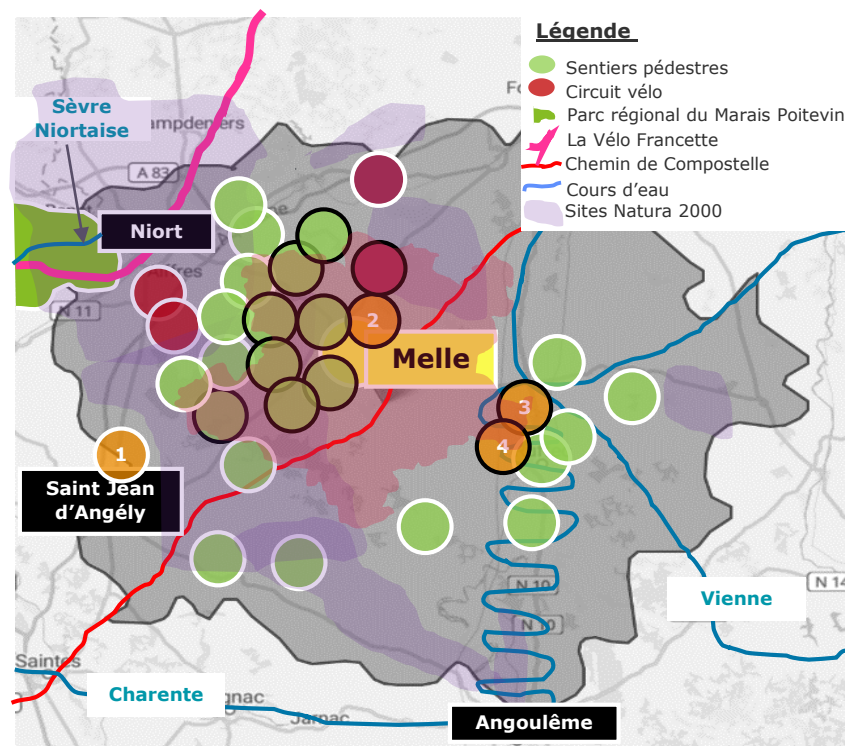 Légende
Sentiers pédestres
Circuit vélo
Parc régional du Marais Poitevin
La Vélo Francette
Chemin de Compostelle
Cours d'eau
Sites Natura 2000
Sèvre
Niortaise
mpdeniers
A 83
Niort
N 11
2
Melle
3
4
1
Saint Jean
d'Angély
N 10
N 10
N 14
Vienne
Saintes
Charente
gnac
Jarnac
Angoulême